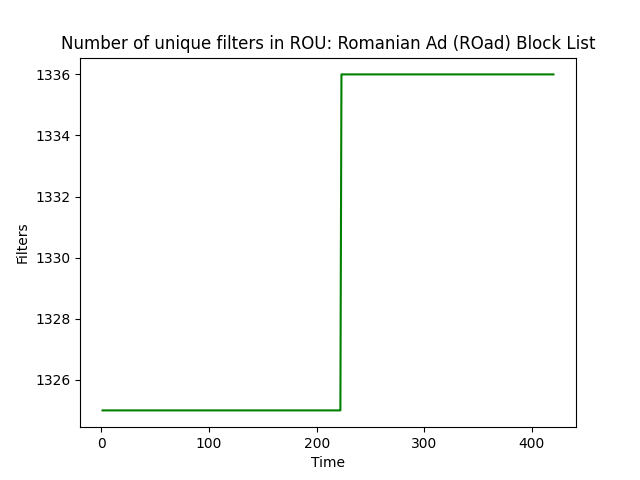 Number of unique filters in ROU: Romanian Ad (ROad) Block List
1336
1334
1332
1330
1328
1326
Filters
0 100 200 300 400
Time